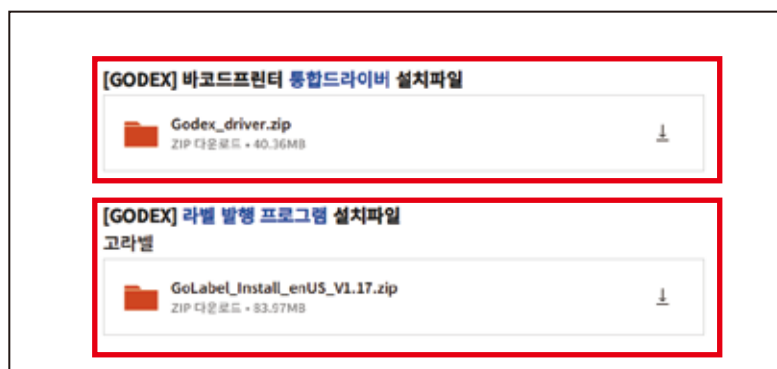 [GODEX] 바코드프린터 통합드라이버 설치파일
Godex_driver.zip
ZIP 다운로드 • 40.36MB
[GODEX] 라벨 발행 프로그램 설치파일
고라벨
GoLabel_Install_enUS_V1.17.zip
ZIP 다운로드 • 83.97MB